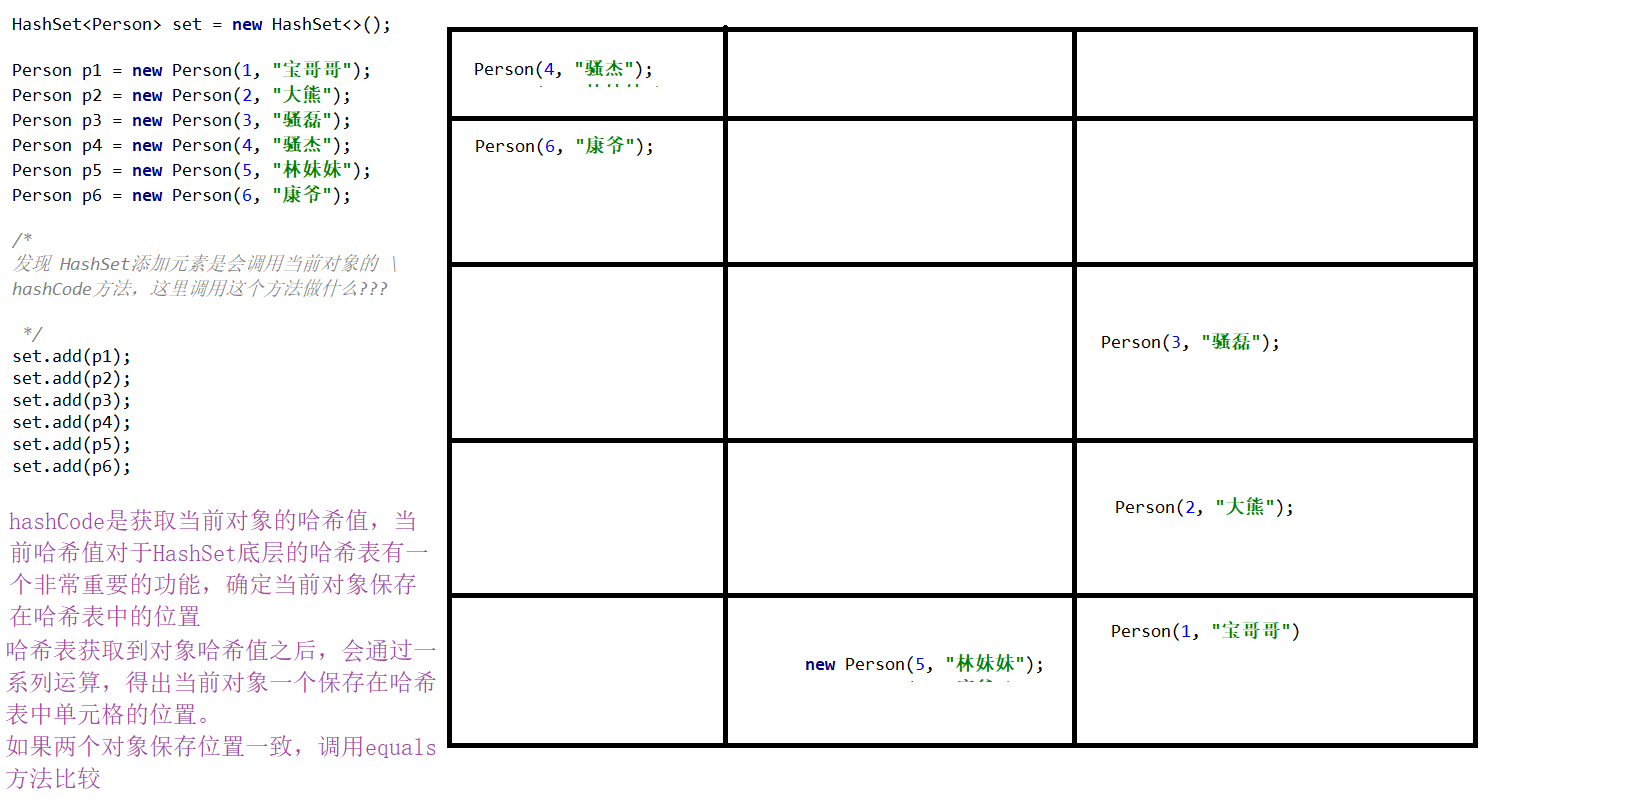 HashSet<Person> set = new HashSet<>();
Person p1 = new Person(1, "宝哥哥");
Person p2 = new Person(2, "大熊");
Person p3 = new Person(3, "骚磊");
Person p4 = new Person(4, "骚杰");
Person p5 = new Person(5, "林妹妹");
Person p6 = new Person(6, "康爷");
/*
发现 HashSet添加元素是会调用当前对象的 \
hashCode方法，这里调用这个方法做什么???
*/
set.add(p1);
set.add(p2);
set.add(p3);
set.add(p4);
set.add(p5);
set.add(p6);
hashCode是获取当前对象的哈希值，当
前哈希值对于HashSet底层的哈希表有一
个非常重要的功能，确定当前对象保存
在哈希表中的位置
哈希表获取到对象哈希值之后，会通过一
系列运算，得出当前对象一个保存在哈希
表中单元格的位置。
如果两个对象保存位置一致，调用equals
方法比较
Person(4, "骚杰");
Person(6, "康爷");
Person(3, "骚磊");
Person(2, "大熊");
new Person(5, "林妹妹");
Person(1, "宝哥哥")